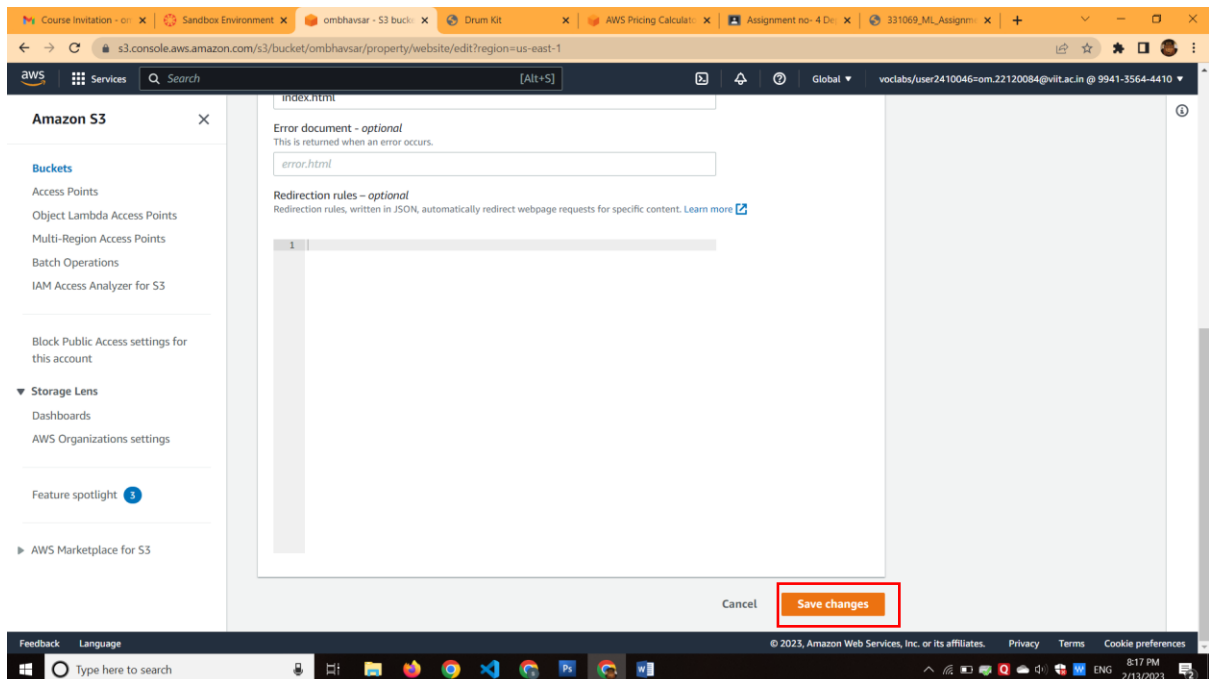 Course Invitation - on
Sandbox Environment
ombhavsar - S3 bucke
Drum Kit
AWS Pricing Calculato
Assignment no- 4 De
331069_ML_Assignm
s3.console.aws.amazon.com/s3/bucket/ombhavsar/property/website/edit?region=us-east-1
aws Services Search [Alt+S] Global voclabs/user2410046=om.22120084@viit.ac.in @ 9941-3564-4410
Amazon S3
Buckets
Access Points
Object Lambda Access Points
Multi-Region Access Points
Batch Operations
IAM Access Analyzer for S3
Block Public Access settings for
this account
Storage Lens
Dashboards
AWS Organizations settings
Feature spotlight 3
AWS Marketplace for S3
index.html
Error document - optional
This is returned when an error occurs.
error.html
Redirection rules – optional
Redirection rules, written in JSON, automatically redirect webpage requests for specific content. Learn more
1
Cancel Save changes
Feedback Language © 2023, Amazon Web Services, Inc. or its affiliates. Privacy Terms Cookie preferences
Type here to search Ps ENG 8:17 PM
2/13/2023